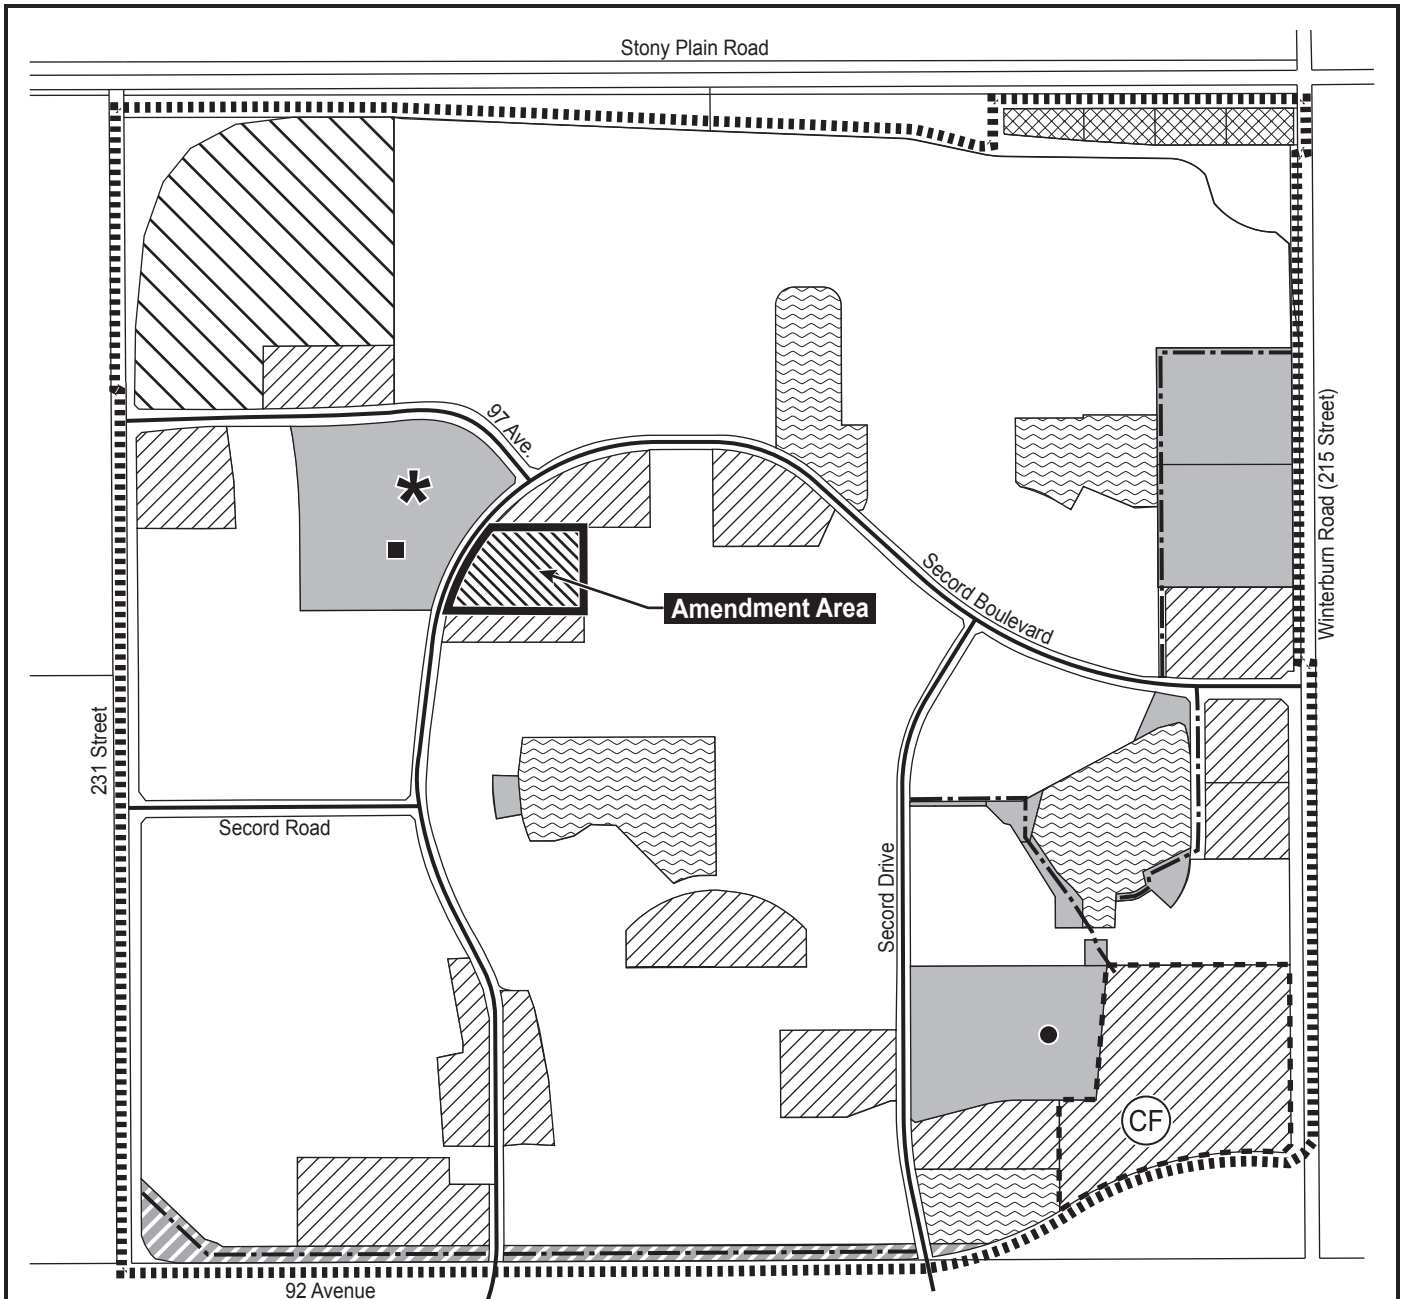 Stony Plain Road
97 Ave.
*
Winterburn Road (215 Street)
Secord Boulevard
Amendment Area
231 Street
Secord Road
Secord Drive
CF
92 Avenue